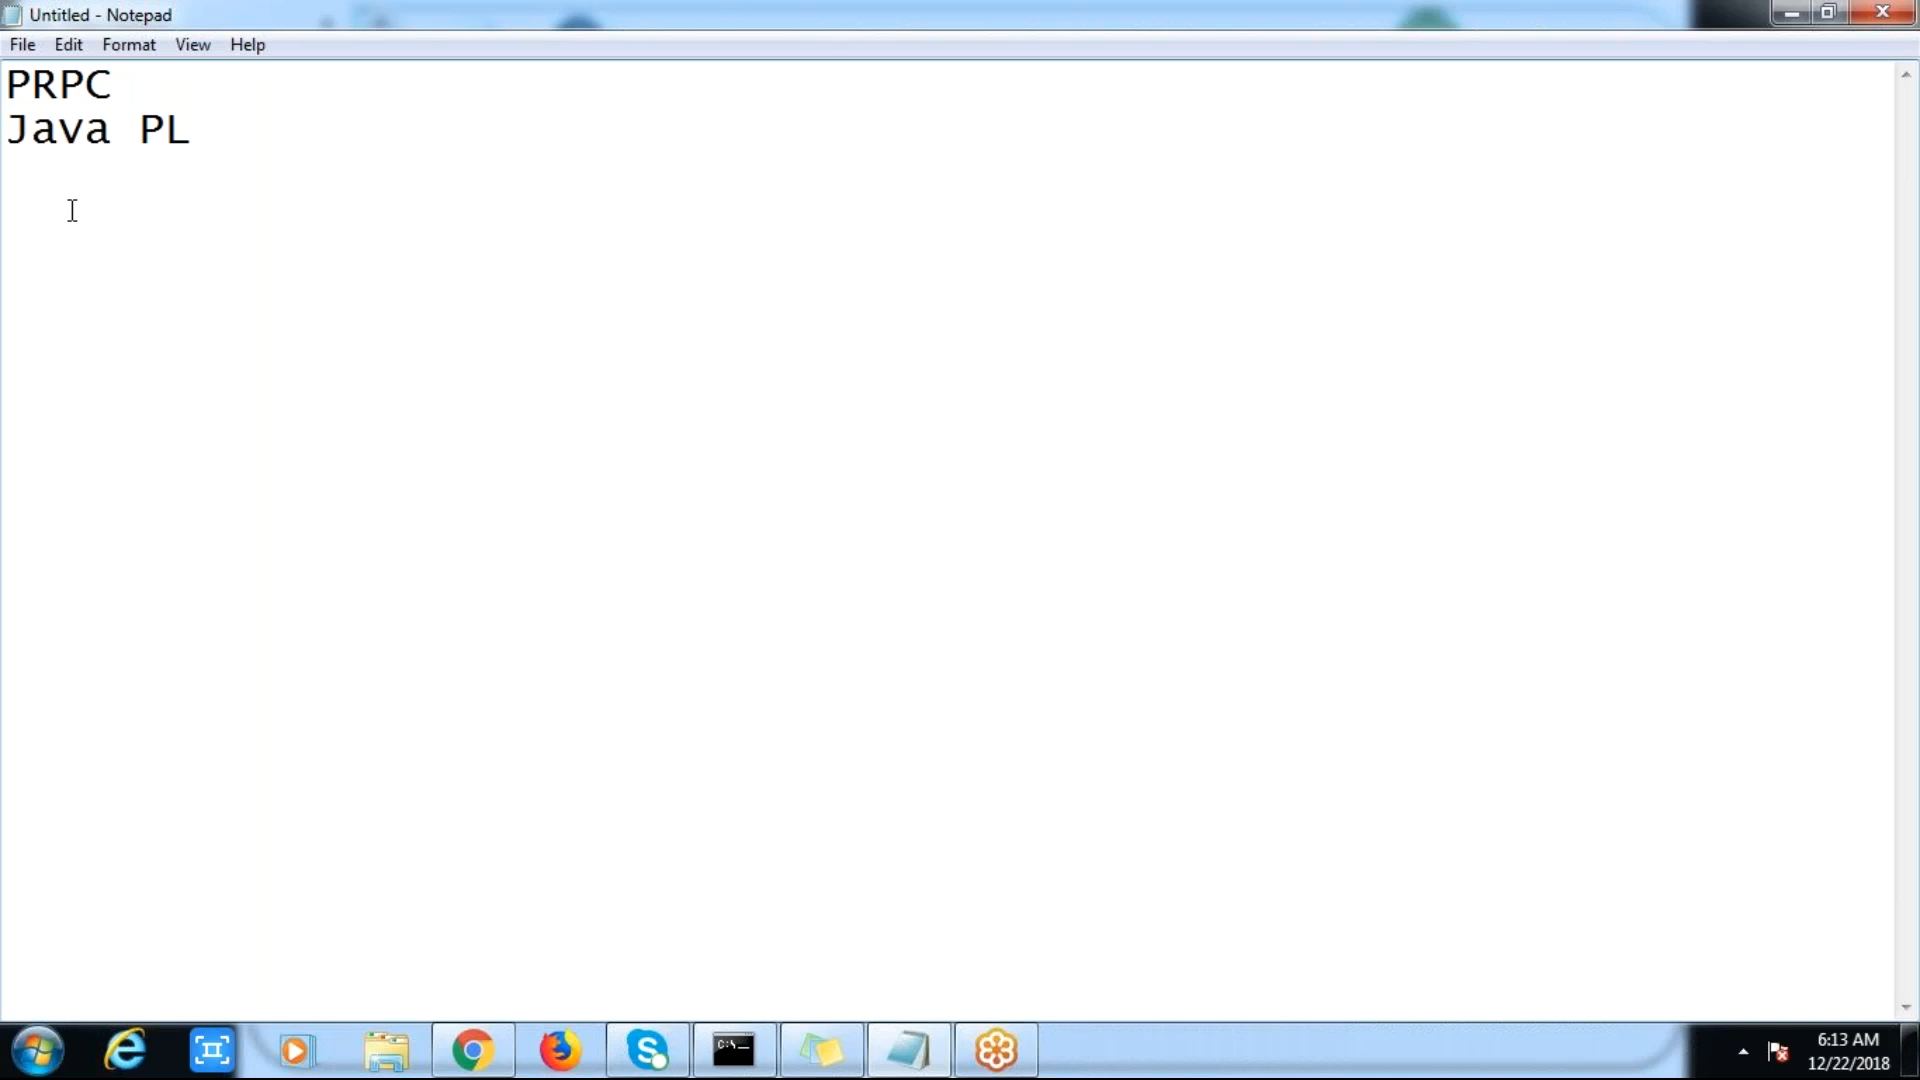 Untitled - Notepad
File Edit Format View Help
PRPC
Java PL
C:\_
6:13 AM
12/22/2018